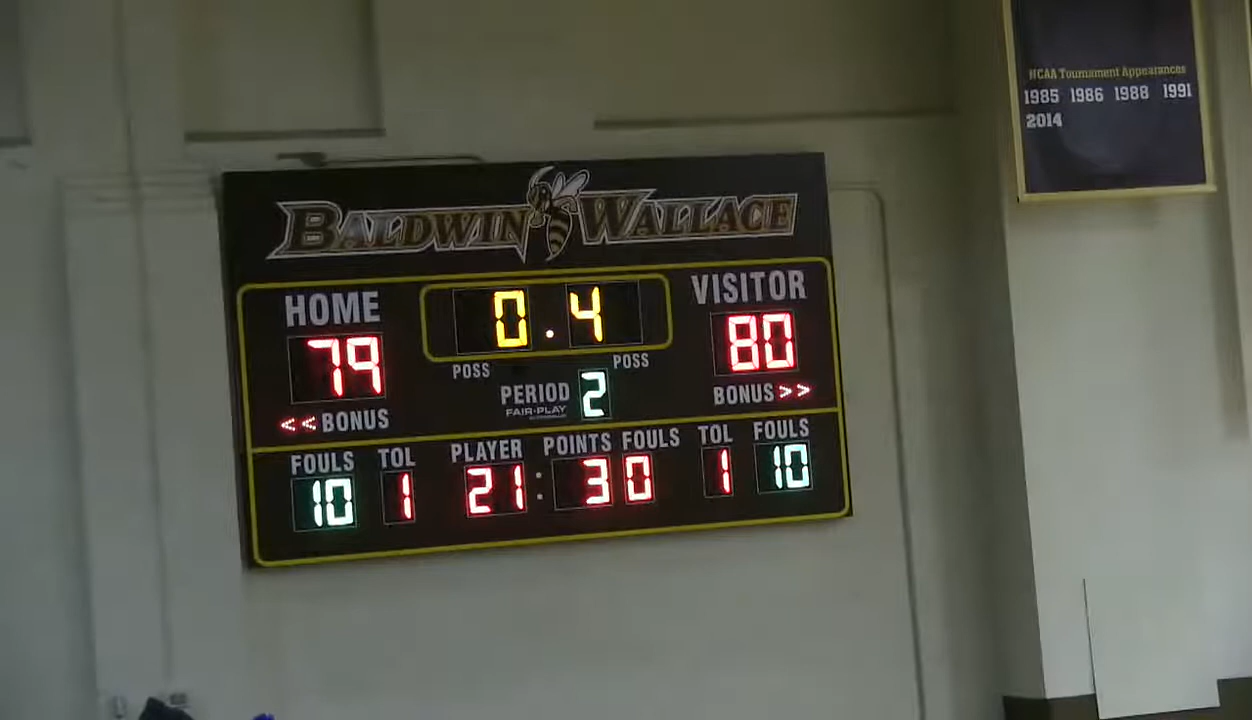 NCAA Tournament Appearances
1985 1986 1988 1991
2014
BALDWIN WALLACE
HOME 0.4 VISITOR
79 80
POSS POSS
PERIOD 2
FAIR-PLAY
<< BONUS BONUS >>
FOULS TOL PLAYER POINTS FOULS TOL FOULS
10 1 21 : 30 0 1 10